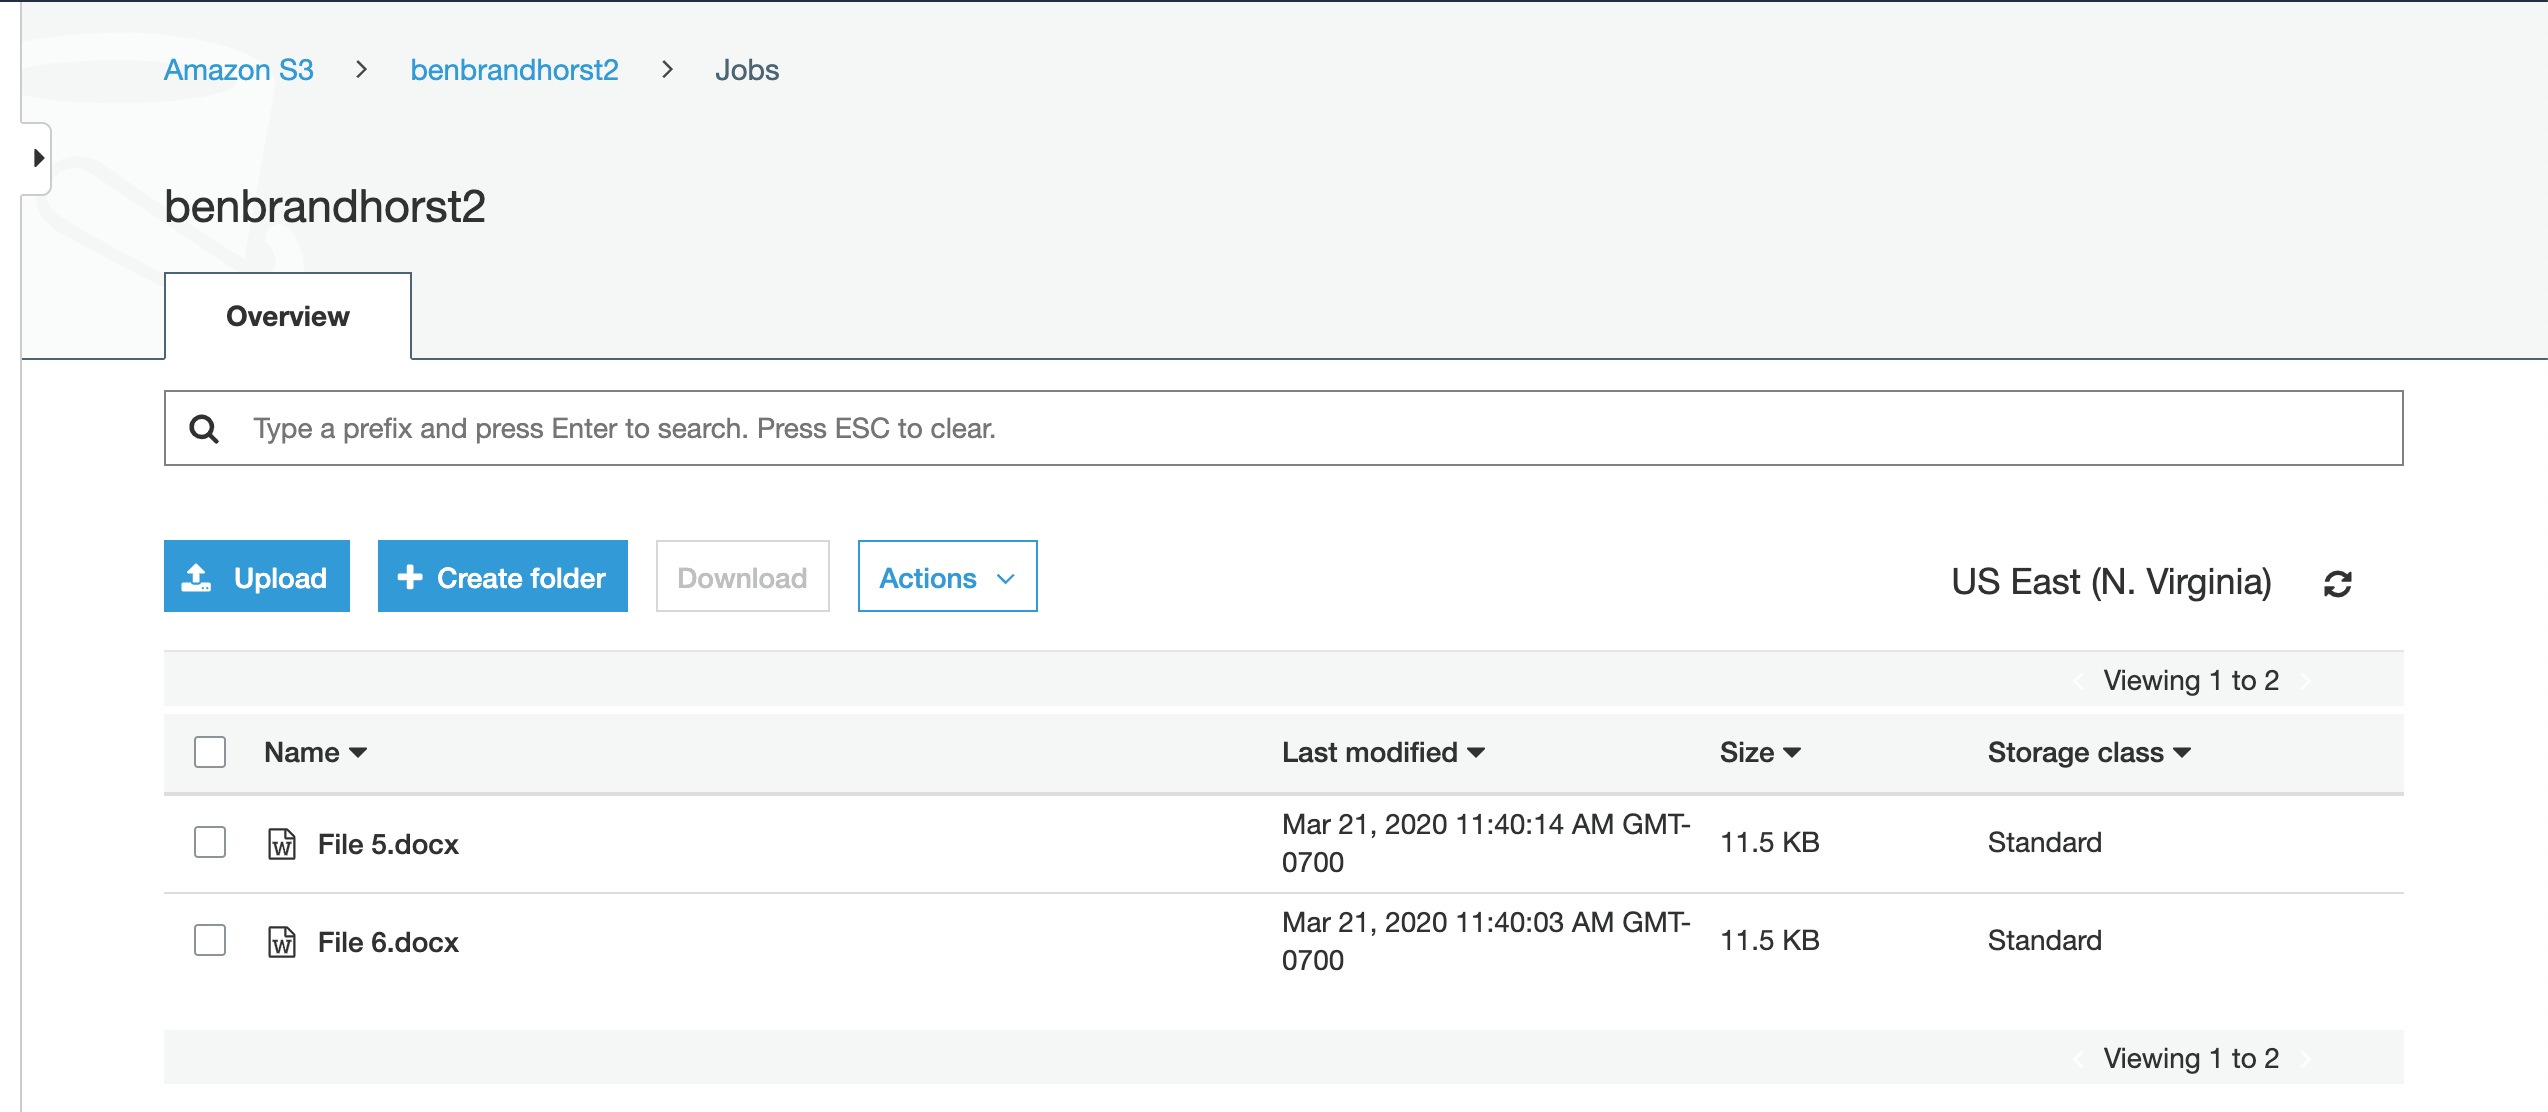 Amazon S3 > benbrandhorst2 > Jobs
benbrandhorst2
Overview
Type a prefix and press Enter to search. Press ESC to clear.
Upload Create folder Download Actions US East (N. Virginia)
Viewing 1 to 2
Name Last modified Size Storage class
File 5.docx Mar 21, 2020 11:40:14 AM GMT-
0700 11.5 KB Standard
File 6.docx Mar 21, 2020 11:40:03 AM GMT-
0700 11.5 KB Standard
Viewing 1 to 2